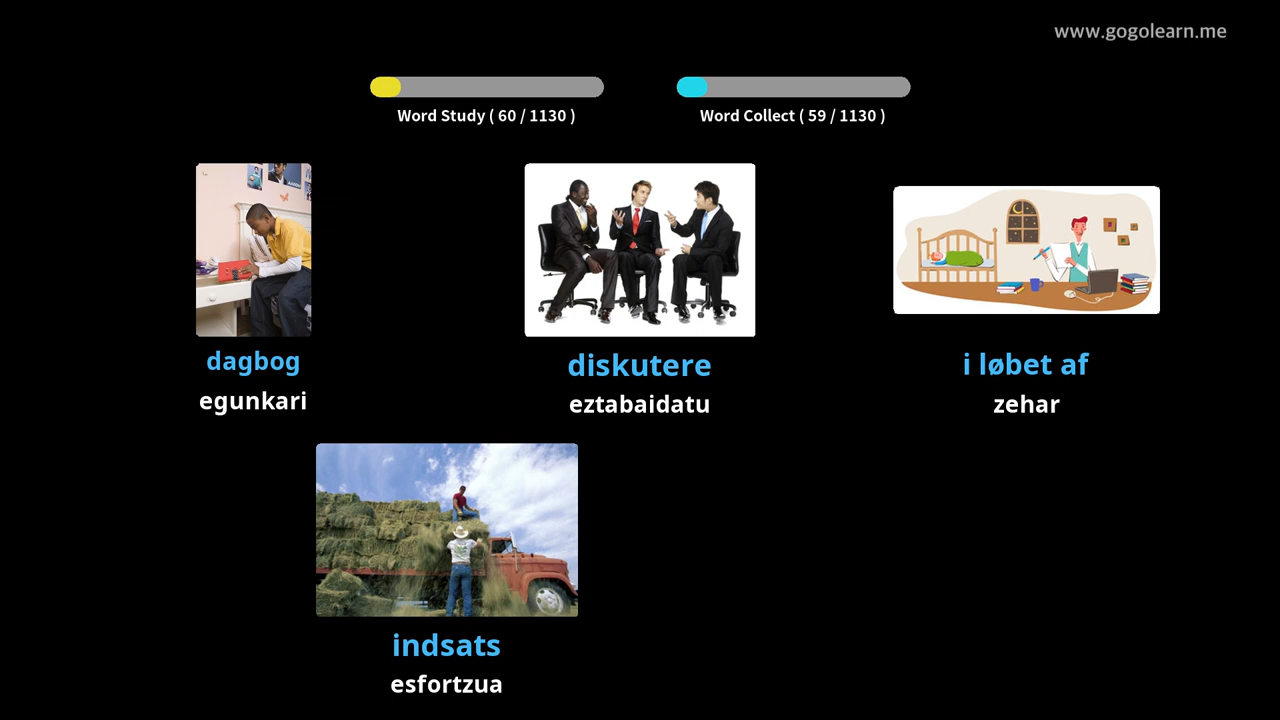 www.gogolearn.me
Word Study ( 60 / 1130 )
Word Collect ( 59 / 1130 )
dagbog
egunkari
diskutere
eztabaidatu
i løbet af
zehar
indsats
esfortzua